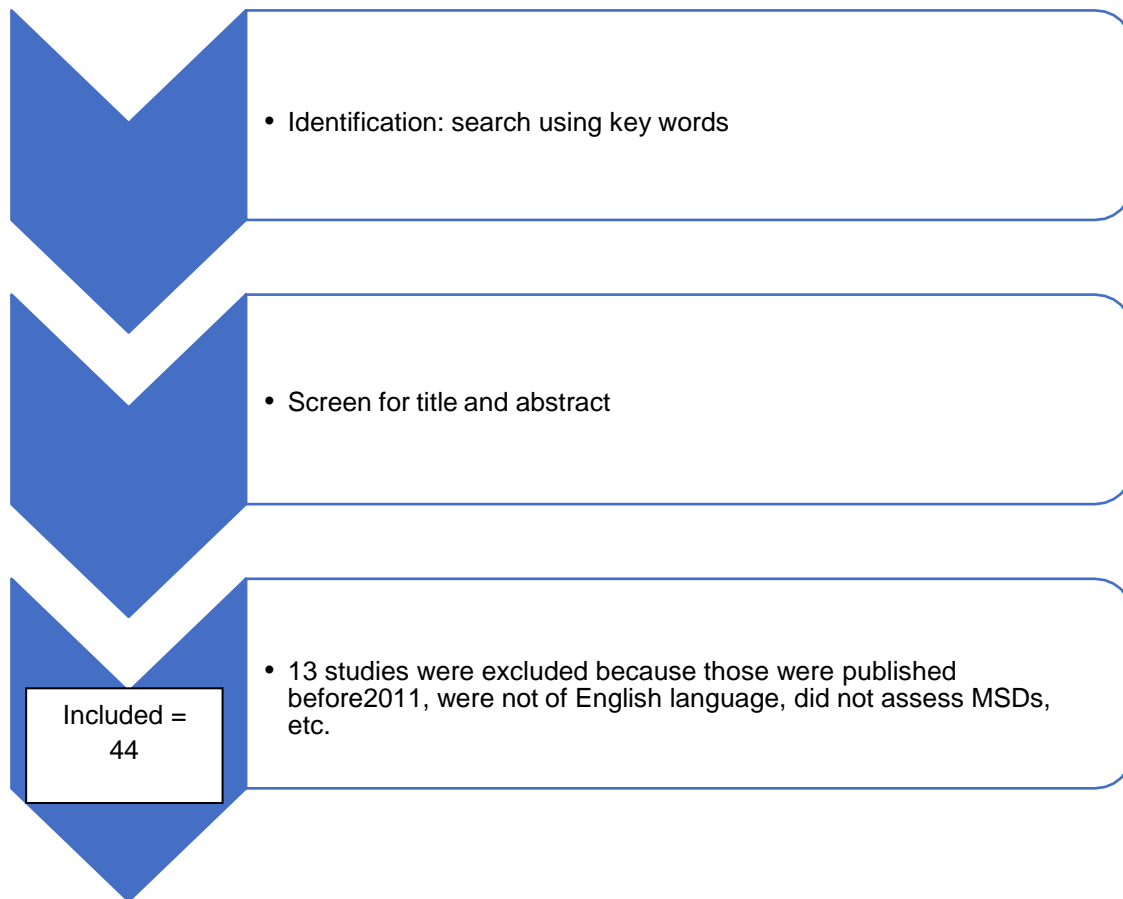 • Identification: search using key words
• Screen for title and abstract
• 13 studies were excluded because those were published
before2011, were not of English language, did not assess MSDs,
etc.
Included =
44